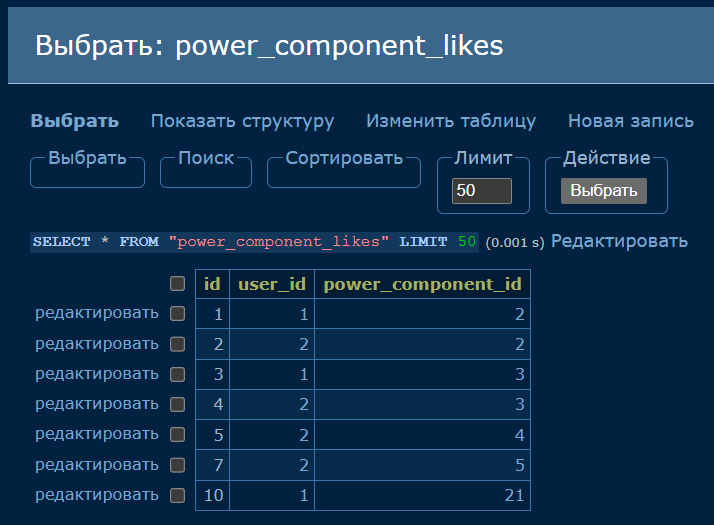 Выбрать: power_component_likes
Выбрать Показать структуру Изменить таблицу Новая запись
Выбрать Поиск Сортировать Лимит Действие
50 Выбрать
SELECT * FROM "power_component_likes" LIMIT 50 (0.001 s) Редактировать
id user_id power_component_id
редактировать 1 1 2
редактировать 2 2 2
редактировать 3 1 3
редактировать 4 2 3
редактировать 5 2 4
редактировать 7 2 5
редактировать 10 1 21